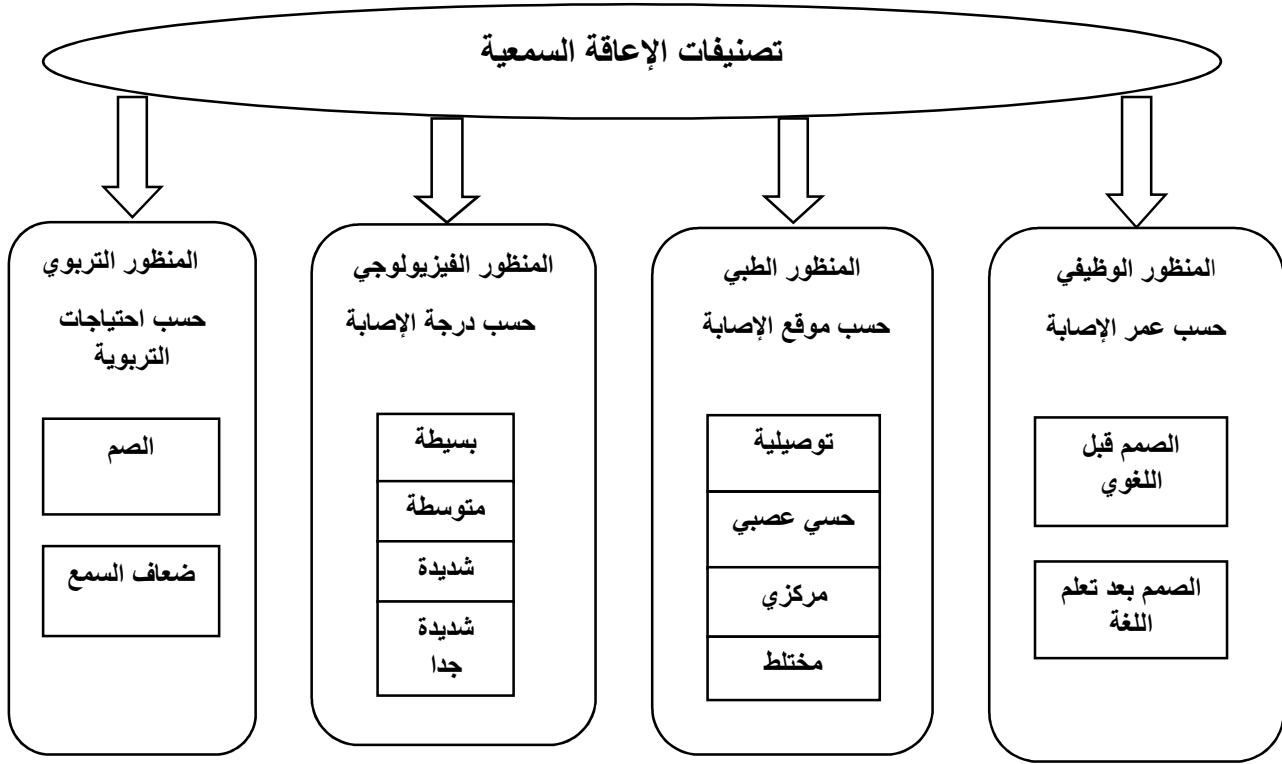 تصنيفات الإعاقة السمعية
المنظور الوظيفي
حسب عمر الإصابة
الصمم قبل
اللغوي
الصمم بعد تعلم
اللغة
المنظور الطبي
حسب موقع الإصابة
توصيلية
حسي عصبي
مركزي
مختلط
المنظور الفيزيولوجي
حسب درجة الإصابة
بسيطة
متوسطة
شديدة
شديدة
جدا
المنظور التربوي
حسب احتياجات
التربوية
الصم
ضعاف السمع